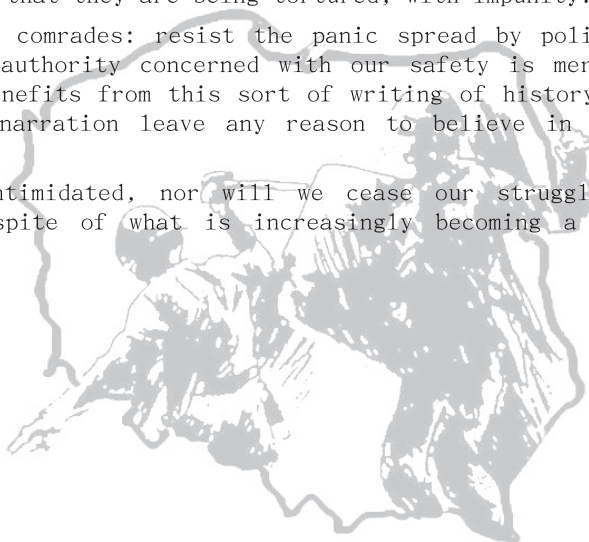 that they are being tortured, with impunity.
comrades: resist the panic spread by poli
authority concerned with our safety is mer
nefits from this sort of writing of history
narration leave any reason to believe in
ntimidated, nor will we cease our struggl
spite of what is increasingly becoming a